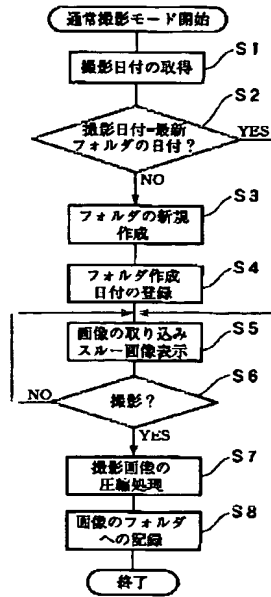 通常撮影モード開始
S1
撮影日付の取得
S2
撮影日付=最新
フォルダの日付?
YES
NO
S3
フォルダの新規
作成
S4
フォルダ作成
日付の登録
S5
画像の取り込み
スルー画像表示
S6
NO
撮影?
YES
S7
撮影画像の
圧縮処理
S8
画像のフォルダ
への記録
終了